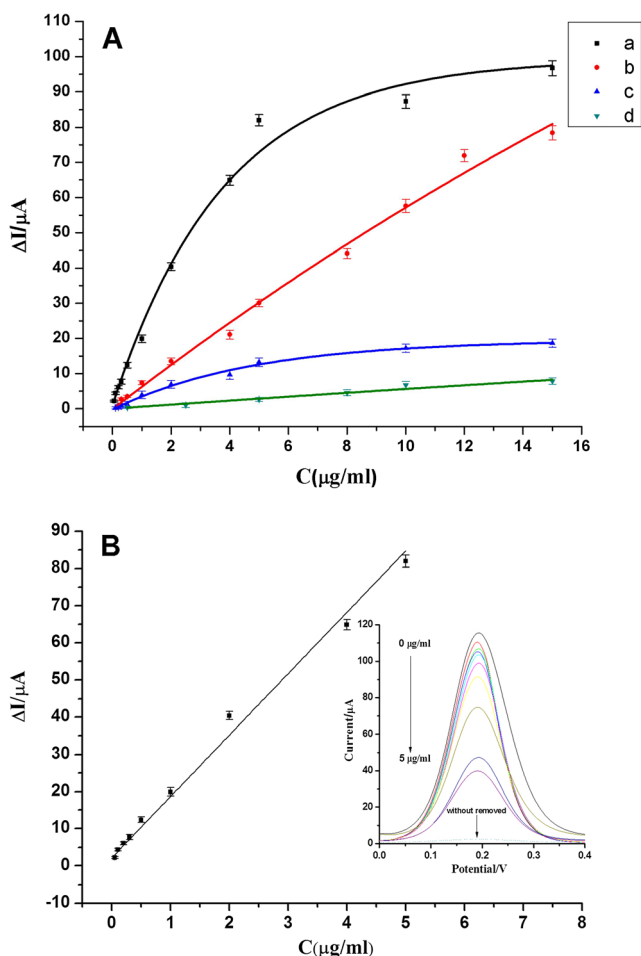 A
a
b
c
d
110
100
90
80
70
60
50
40
30
20
10
0
ΔI/μA
0 2 4 6 8 10 12 14 16
C(μg/ml)
B
90
80
70
60
50
40
30
20
10
0
-10
ΔI/μA
0 1 2 3 4 5 6 7 8
C(μg/ml)
120
100
80
60
40
20
0
Current/μA
0 μg/ml
5 μg/ml
without removed
0.0 0.1 0.2 0.3 0.4
Potential/V